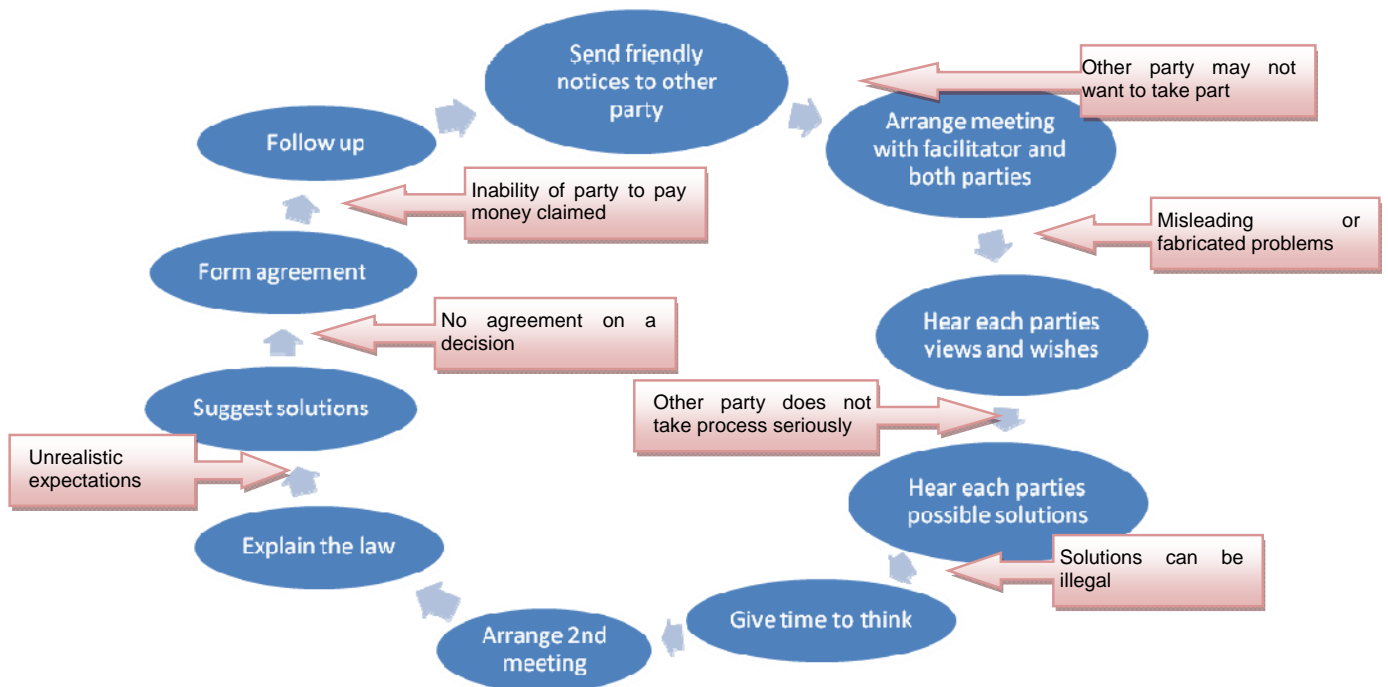 Send friendly
notices to other
party
Other party may not
want to take part
Arrange meeting
with facilitator and
both parties
Misleading or
fabricated problems
Hear each parties
views and wishes
Other party does not
take process seriously
Hear each parties
possible solutions
Solutions can be
illegal
Give time to think
Arrange 2nd
meeting
Explain the law
Unrealistic
expectations
Suggest solutions
No agreement on a
decision
Form agreement
Inability of party to pay
money claimed
Follow up